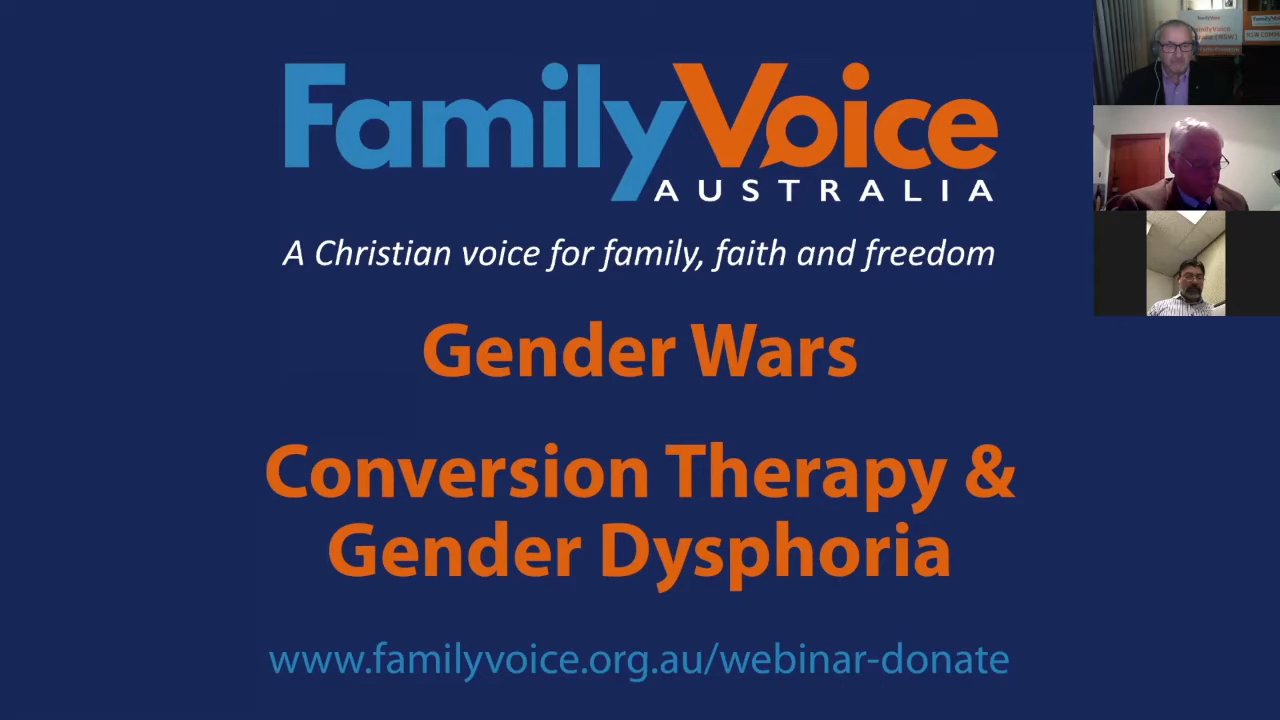 FamilyVoice
AUSTRALIA
A Christian voice for family, faith and freedom
Gender Wars
Conversion Therapy &
Gender Dysphoria
www.familyvoice.org.au/webinar-donate